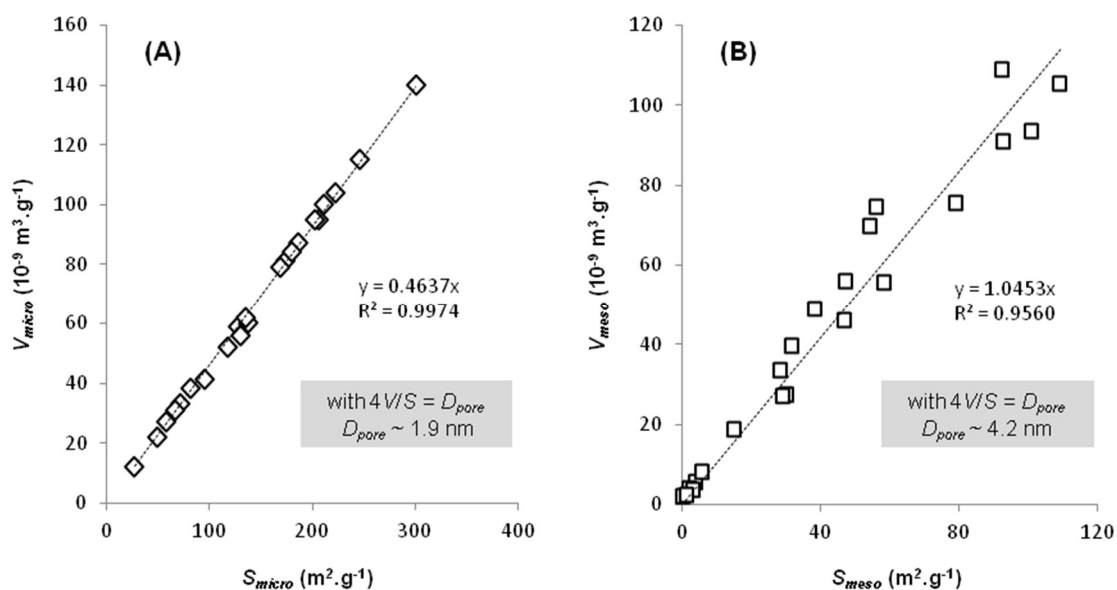 (A)
160
140
120
100
80
60
40
20
0
V_micro (10⁻⁹ m³.g⁻¹)
y = 0.4637x
R² = 0.9974
with 4V/S = D_pore
D_pore ~ 1.9 nm
0 100 200 300 400
S_micro (m².g⁻¹)
(B)
120
100
80
60
40
20
0
V_meso (10⁻⁹ m³.g⁻¹)
y = 1.0453x
R² = 0.9560
with 4V/S = D_pore
D_pore ~ 4.2 nm
0 40 80 120
S_meso (m².g⁻¹)